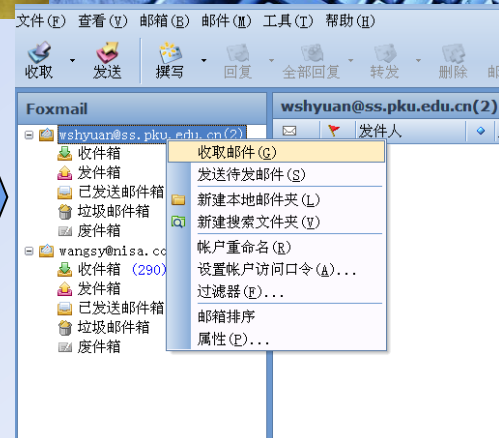 文件(F) 查看(V) 邮箱(B) 邮件(M) 工具(T) 帮助(H)
收取 发送 撰写 回复 全部回复 转发 删除 邮
Foxmail
wshyuan@ss.pku.edu.cn(2)
wshyuan@ss.pku.edu.cn(2)
发件人
收件箱
发件箱
已发送邮件箱
垃圾邮件箱
废件箱
wangsy@nisa.co
收件箱 (290)
发件箱
已发送邮件箱
垃圾邮件箱
废件箱
收取邮件(G)
发送待发邮件(S)
新建本地邮件夹(L)
新建搜索文件夹(V)
帐户重命名(R)
设置帐户访问口令(A)...
过滤器(F)...
邮箱排序
属性(P)...